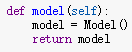 def model(self):
    model = Model()
    return model